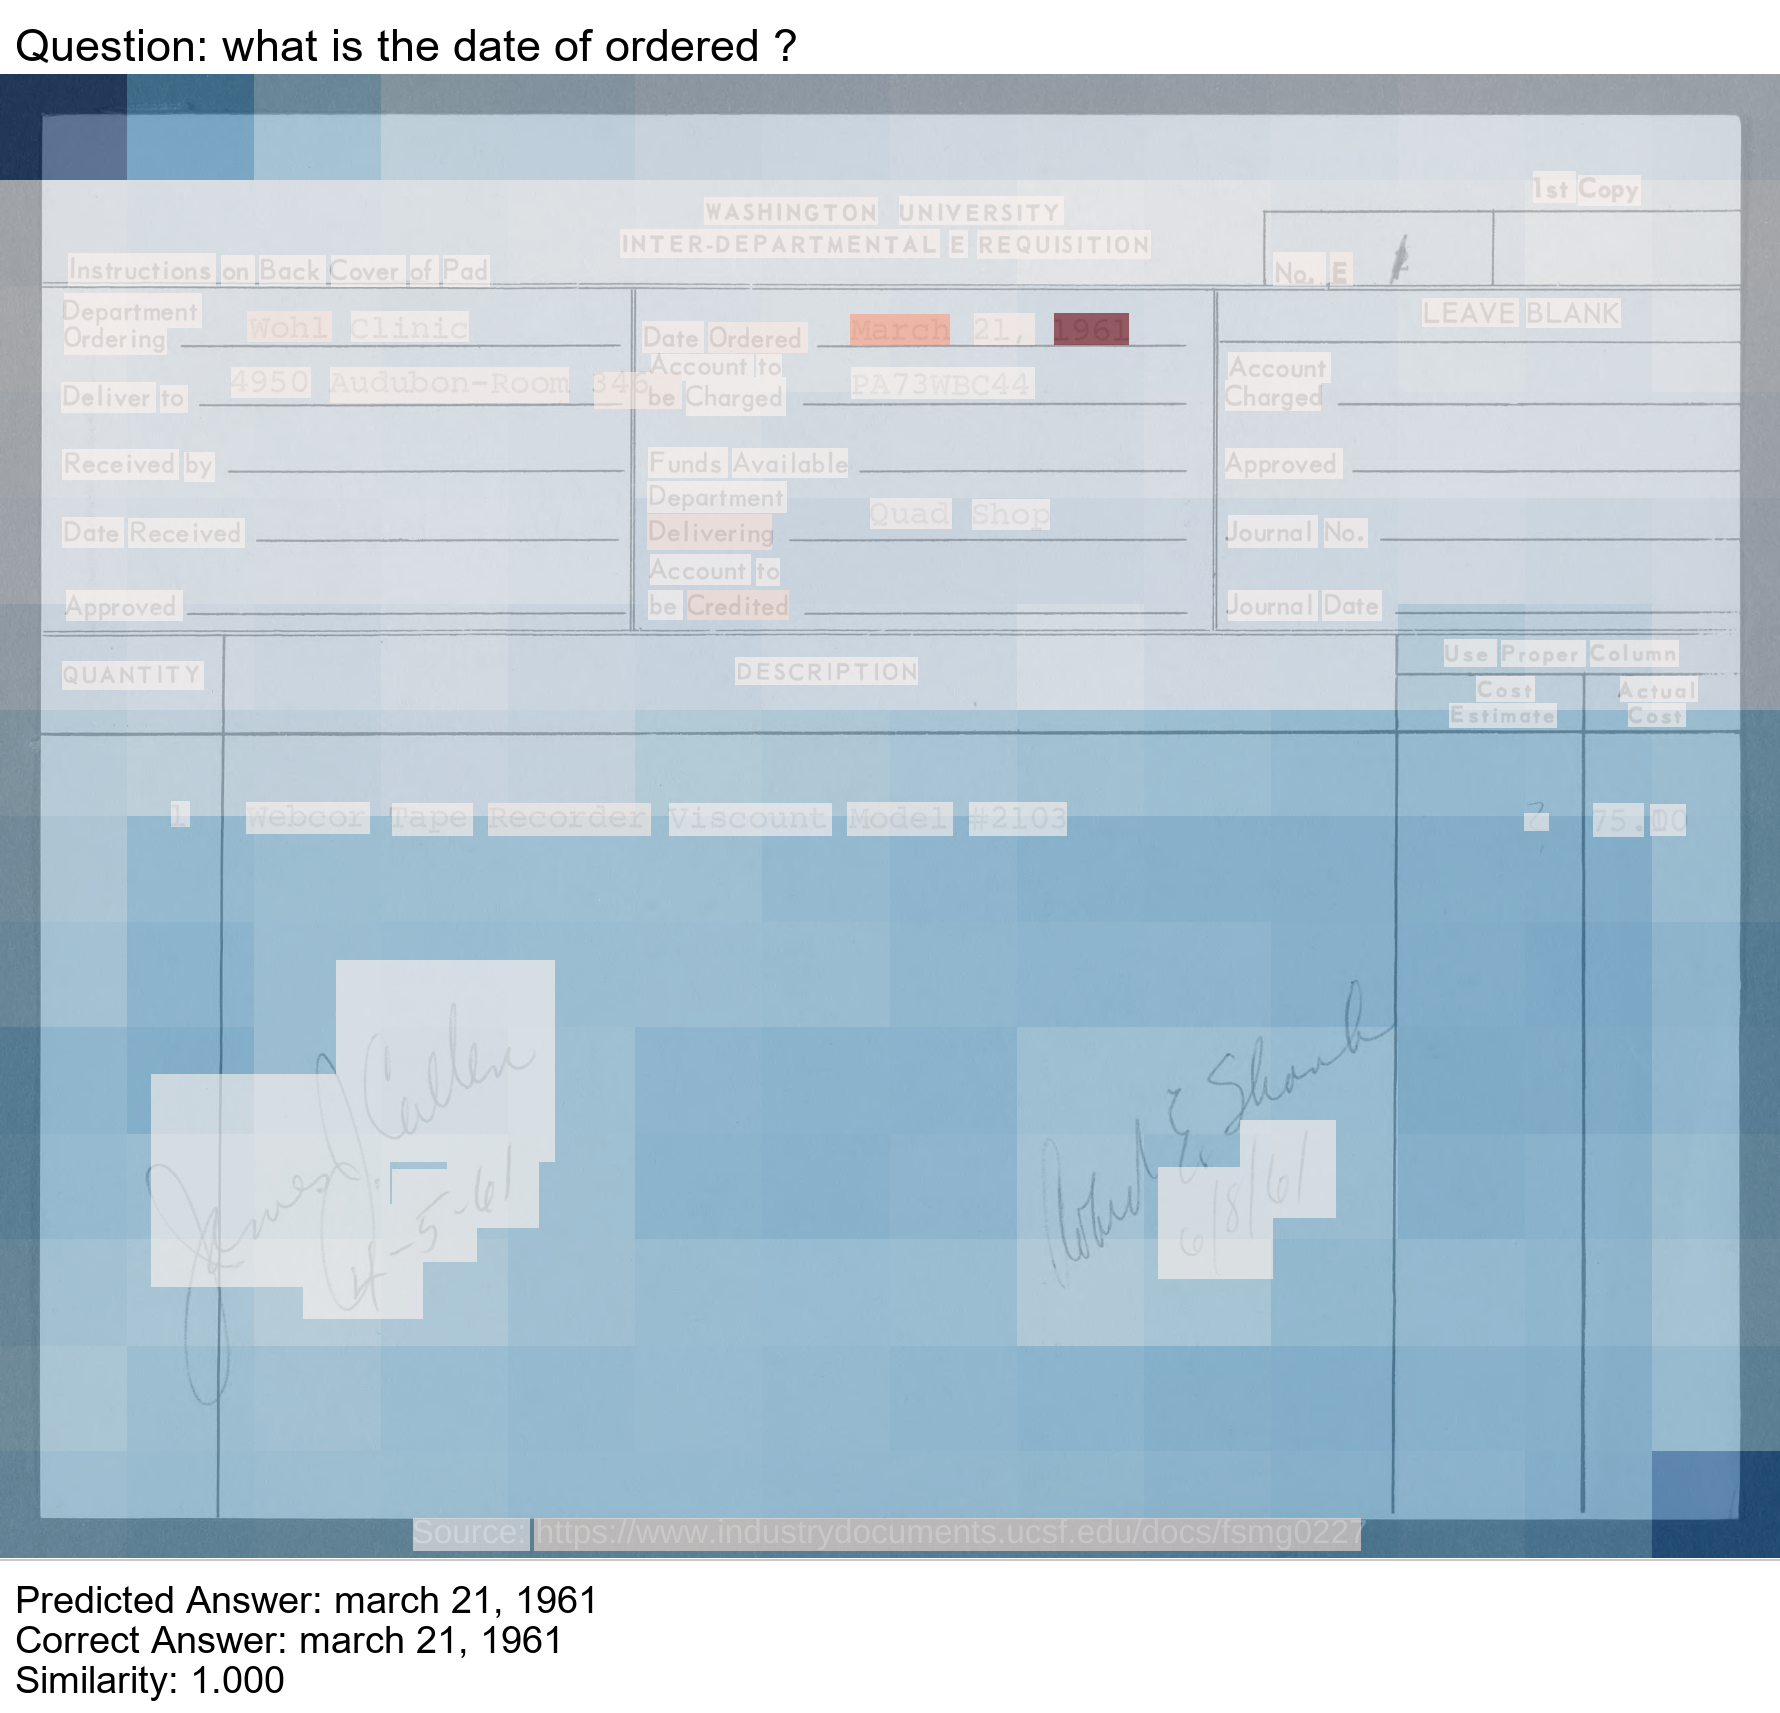 Question: what is the date of ordered ?
1st Copy
WASHINGTON UNIVERSITY
INTER-DEPARTMENTAL E REQUISITION
Instructions on Back Cover of Pad
No. E
Department
Ordering Wohl Clinic
Deliver to 4950 Audubon-Room 346
Received by
Date Received
Approved
Date Ordered March 21, 1961
Account to
be Charged PA73WBC44
Funds Available
Department
Delivering Quad Shop
Account to
be Credited
LEAVE BLANK
Account
Charged
Approved
Journal No.
Journal Date
QUANTITY
DESCRIPTION
Use Proper Column
Cost
Estimate
Actual
Cost
1 Webcor Tape Recorder Viscount Model #2103 75.00
James J. Cullen
4-5-61
E Shank
6/8/61
Source: https://www.industrydocuments.ucsf.edu/docs/fsmg0227
Predicted Answer: march 21, 1961
Correct Answer: march 21, 1961
Similarity: 1.000